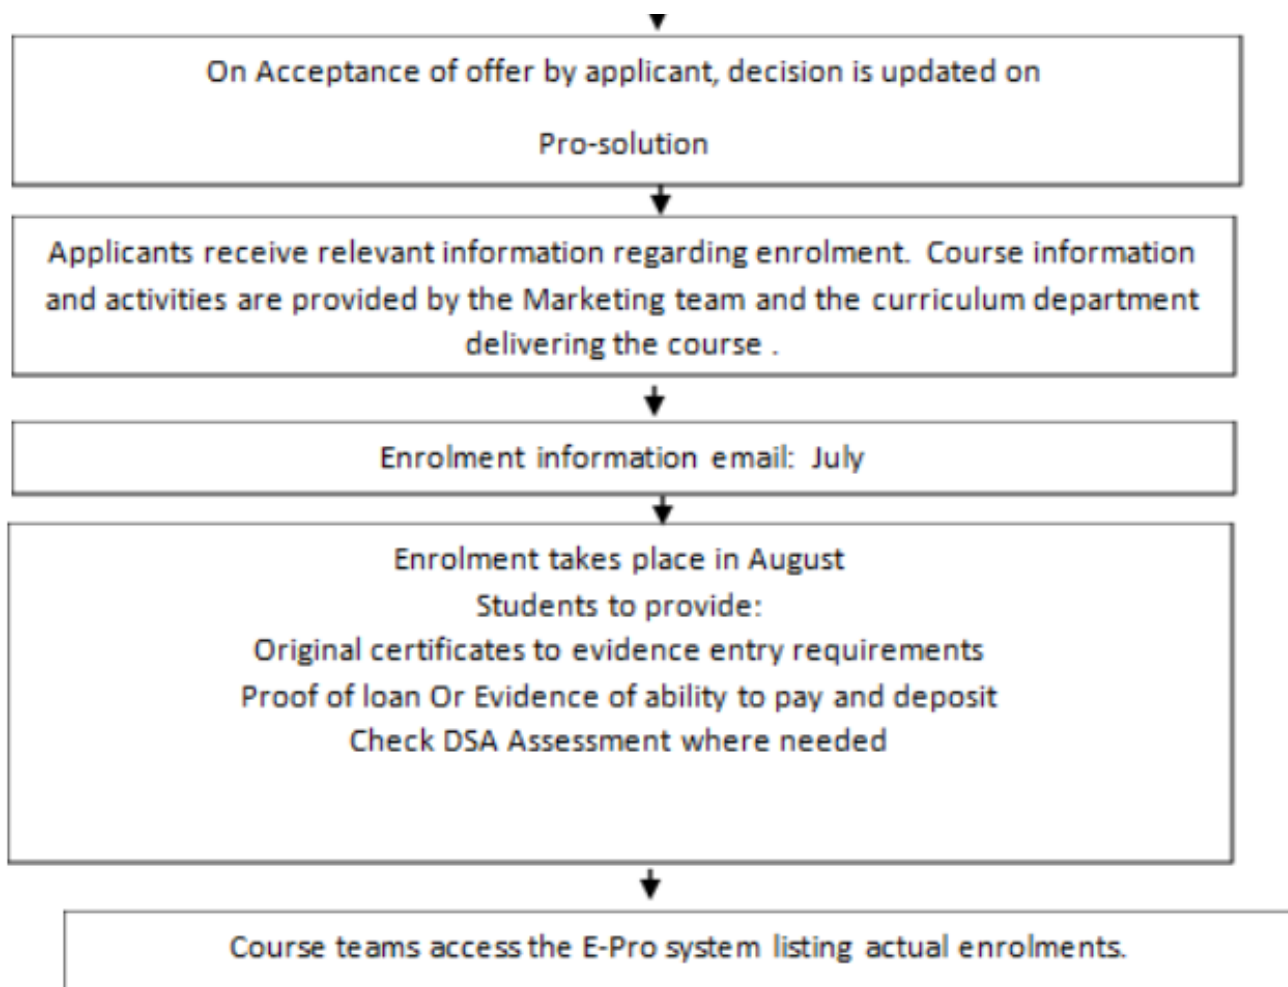 On Acceptance of offer by applicant, decision is updated on
Pro-solution
Applicants receive relevant information regarding enrolment.  Course information
and activities are provided by the Marketing team and the curriculum department
delivering the course .
Enrolment information email:  July
Enrolment takes place in August
Students to provide:
Original certificates to evidence entry requirements
Proof of loan Or Evidence of ability to pay and deposit
Check DSA Assessment where needed
Course teams access the E-Pro system listing actual enrolments.